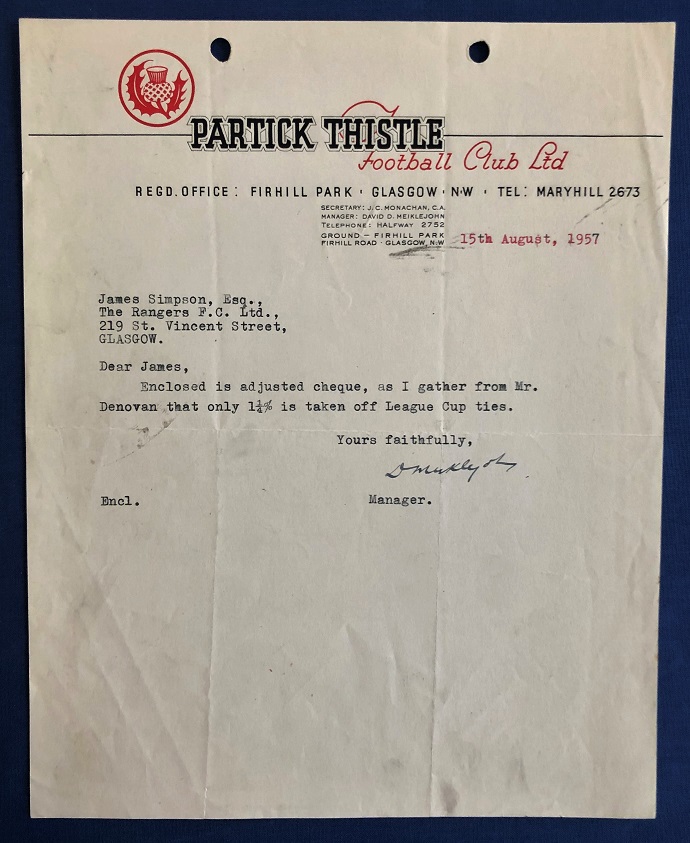 PARTICK THISTLE
Football Club Ltd
REGD. OFFICE : FIRHILL PARK · GLASGOW · N·W · TEL : MARYHILL 2673
SECRETARY: J. C. MONACHAN, C.A.
MANAGER: DAVID D. MEIKLEJOHN
TELEPHONE: HALFWAY 2752
GROUND – FIRHILL PARK
FIRHILL ROAD · GLASGOW, N.W
15th August, 1957
James Simpson, Esq.,
The Rangers F.C. Ltd.,
219 St. Vincent Street,
GLASGOW.
Dear James,
Enclosed is adjusted cheque, as I gather from Mr.
Denovan that only 1¼% is taken off League Cup ties.
Yours faithfully,
D Meiklejohn
Encl.
Manager.